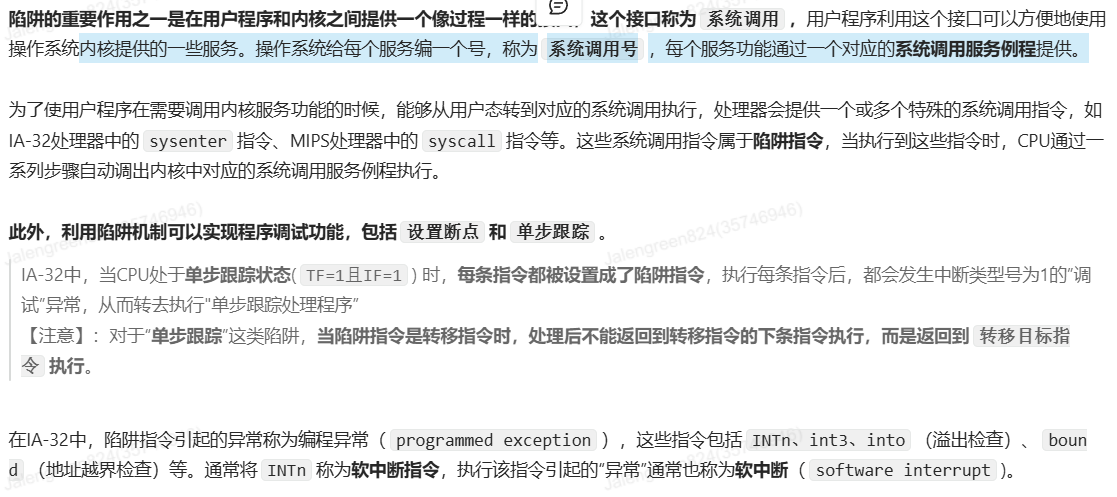 陷阱的重要作用之一是在用户程序和内核之间提供一个像过程一样的 这个接口称为 系统调用 ，用户程序利用这个接口可以方便地使用
操作系统内核提供的一些服务。操作系统给每个服务编一个号，称为 系统调用号 ，每个服务功能通过一个对应的系统调用服务例程提供。
为了使用户程序在需要调用内核服务功能的时候，能够从用户态转到对应的系统调用执行，处理器会提供一个或多个特殊的系统调用指令，如
IA-32处理器中的 sysenter 指令、MIPS处理器中的 syscall 指令等。这些系统调用指令属于陷阱指令，当执行到这些指令时，CPU通过一
系列步骤自动调出内核中对应的系统调用服务例程执行。
此外，利用陷阱机制可以实现程序调试功能，包括 设置断点 和 单步跟踪 。
IA-32中，当CPU处于单步跟踪状态( TF=1且IF=1 ) 时，每条指令都被设置成了陷阱指令，执行每条指令后，都会发生中断类型号为1的“调
试”异常，从而转去执行"单步跟踪处理程序”
【注意】：对于“单步跟踪”这类陷阱，当陷阱指令是转移指令时，处理后不能返回到转移指令的下条指令执行，而是返回到 转移目标指
令 执行。
在IA-32中，陷阱指令引起的异常称为编程异常（ programmed exception ），这些指令包括 INTn、int3、into （溢出检查）、 boun
d （地址越界检查）等。通常将 INTn 称为软中断指令，执行该指令引起的“异常”通常也称为软中断（ software interrupt ）。
Jalengreen824(35746946)